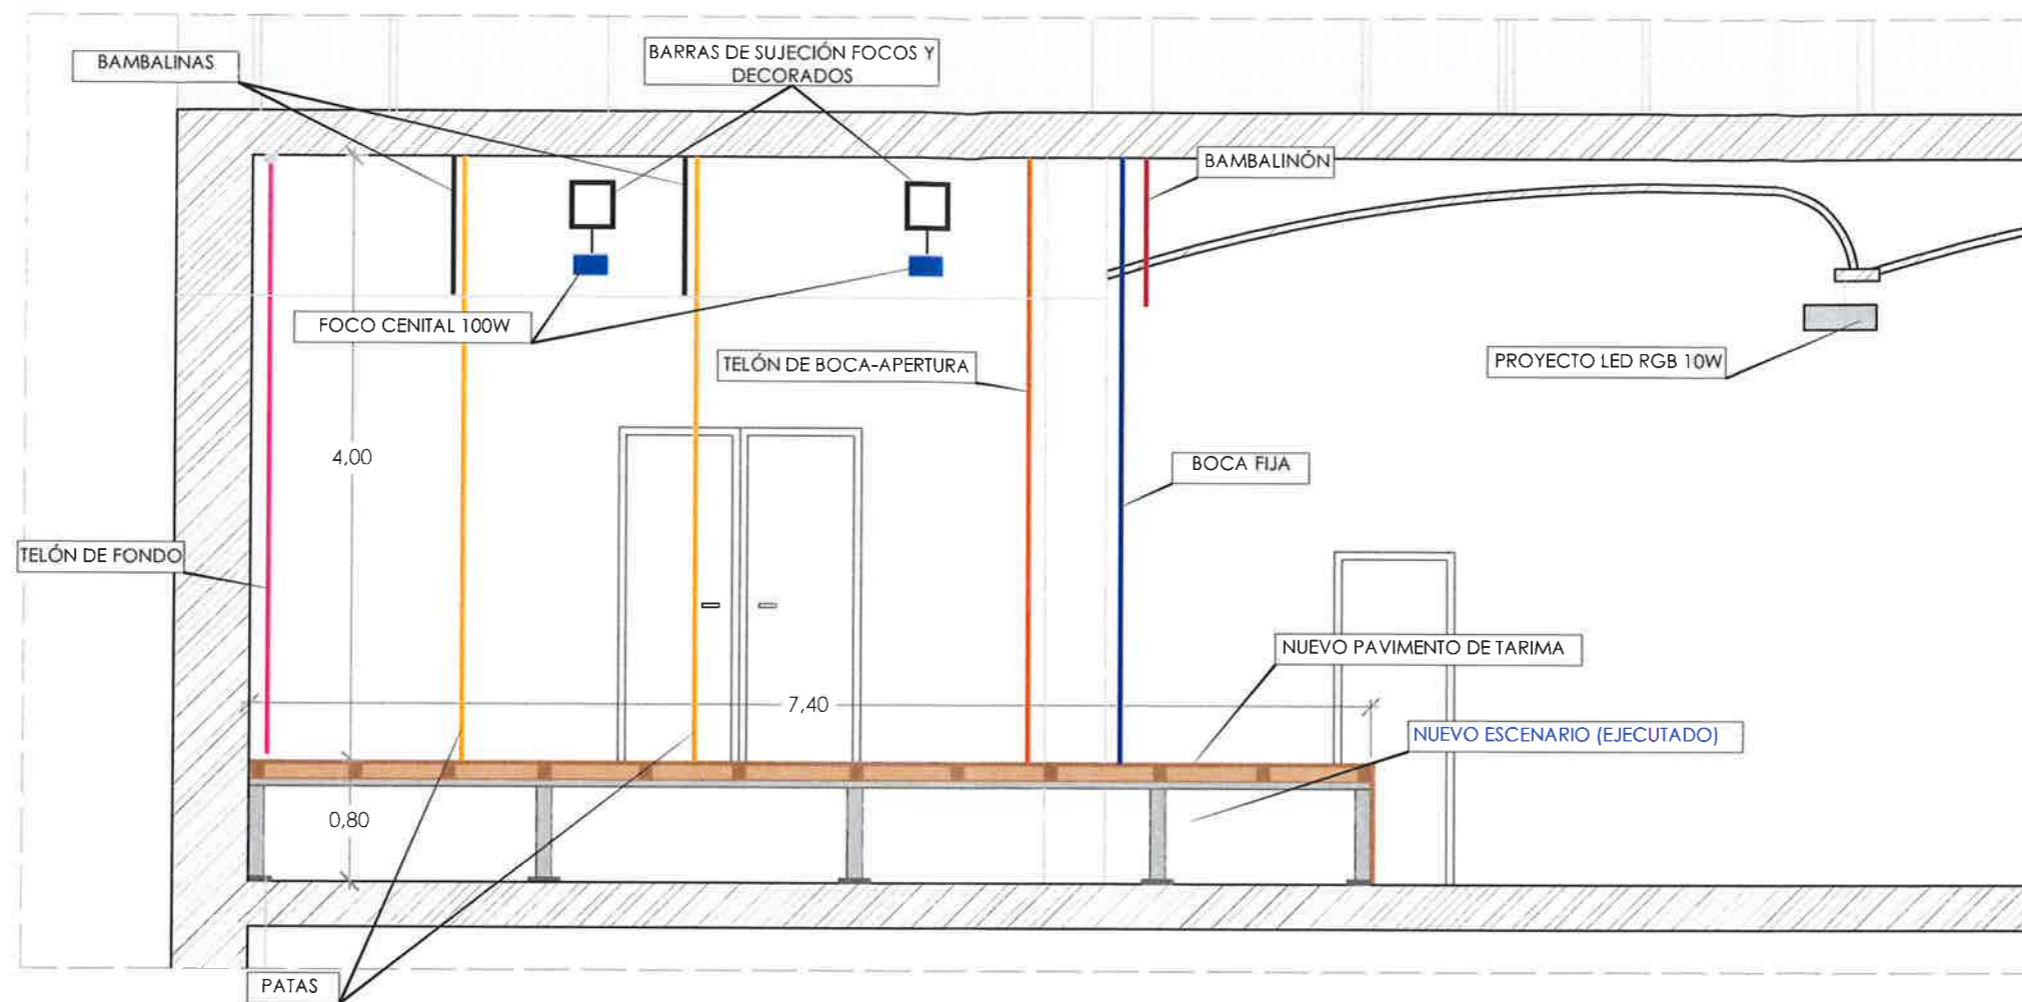 BAMBALINAS
BARRAS DE SUJECIÓN FOCOS Y
DECORADOS
BAMBALINÓN
FOCO CENITAL 100W
TELÓN DE BOCA-APERTURA
PROYECTO LED RGB 10W
4,00
BOCA FIJA
TELÓN DE FONDO
NUEVO PAVIMENTO DE TARIMA
7,40
NUEVO ESCENARIO (EJECUTADO)
0,80
PATAS